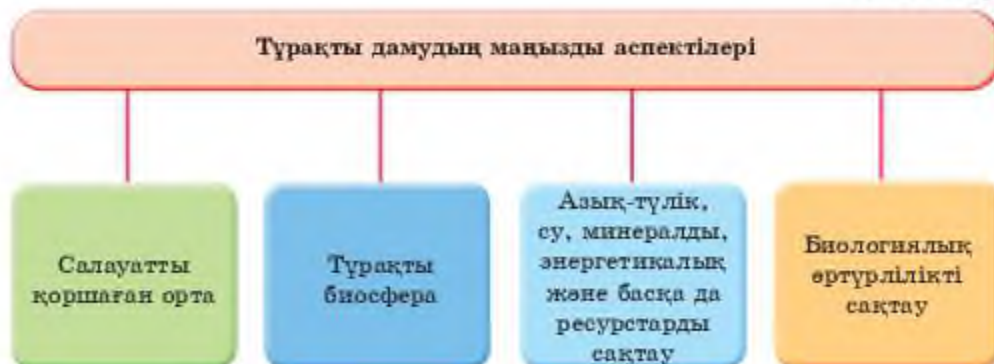 Тұрақты дамудың маңызды аспектілері
Салауатты
қоршаған орта
Тұрақты
биосфера
Азық-түлік,
су, минералды,
энергетикалық
және басқа да
ресурстарды
сақтау
Биологиялық
әртүрлілікті
сақтау